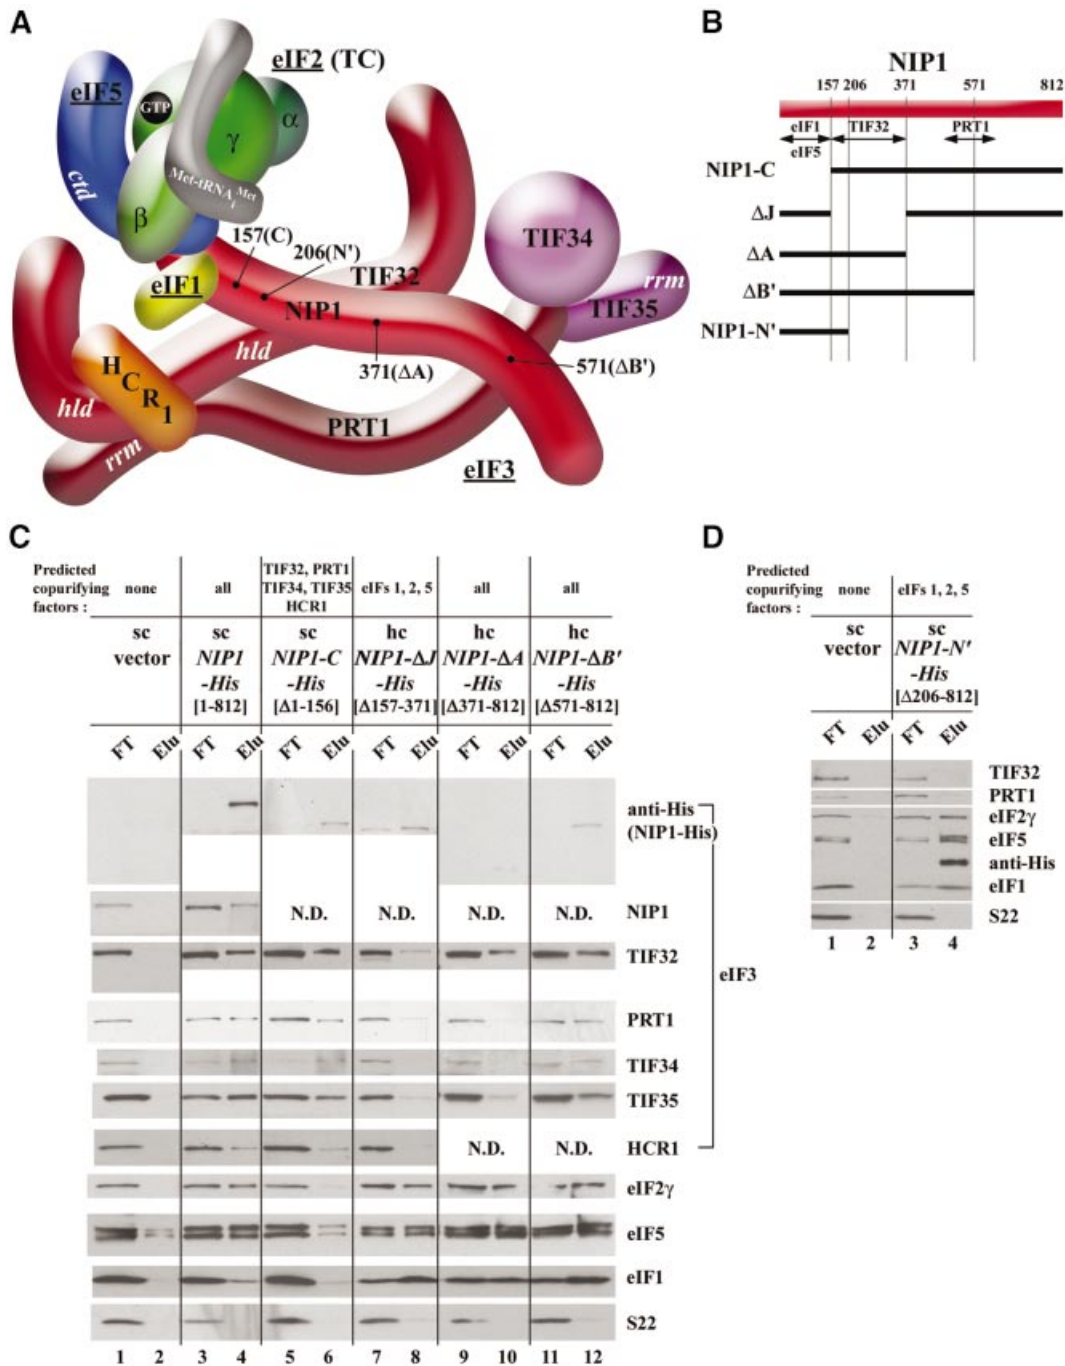 A
eIF2 (TC)
eIF5
GTP
α
γ
ctd
Met-tRNAiMet
β
157(C)
206(N')
TIF34
TIF32
eIF1
NIP1
rrm
TIF35
hld
371(ΔA)
571(ΔB')
HCR1
hld
PRT1
rrm
eIF3
B
NIP1
157 206 371 571 812
eIF1 TIF32 PRT1
eIF5
NIP1-C
ΔJ
ΔA
ΔB'
NIP1-N'
C
Predicted copurifying factors :
none
all
TIF32, PRT1
TIF34, TIF35
HCR1
eIFs 1, 2, 5
all
all
sc
vector
sc
NIP1
-His
[1-812]
sc
NIP1-C
-His
[Δ1-156]
hc
NIP1-ΔJ
-His
[Δ157-371]
hc
NIP1-ΔA
-His
[Δ371-812]
hc
NIP1-ΔB'
-His
[Δ571-812]
FT Elu FT Elu FT Elu FT Elu FT Elu FT Elu
anti-His
(NIP1-His)
N.D. N.D. N.D. N.D. NIP1
TIF32
eIF3
PRT1
TIF34
TIF35
N.D. N.D. HCR1
eIF2γ
eIF5
eIF1
S22
1 2 3 4 5 6 7 8 9 10 11 12
D
Predicted
copurifying
factors :
none
eIFs 1, 2, 5
sc
vector
sc
NIP1-N'
-His
[Δ206-812]
FT Elu FT Elu
TIF32
PRT1
eIF2γ
eIF5
anti-His
eIF1
S22
1 2 3 4